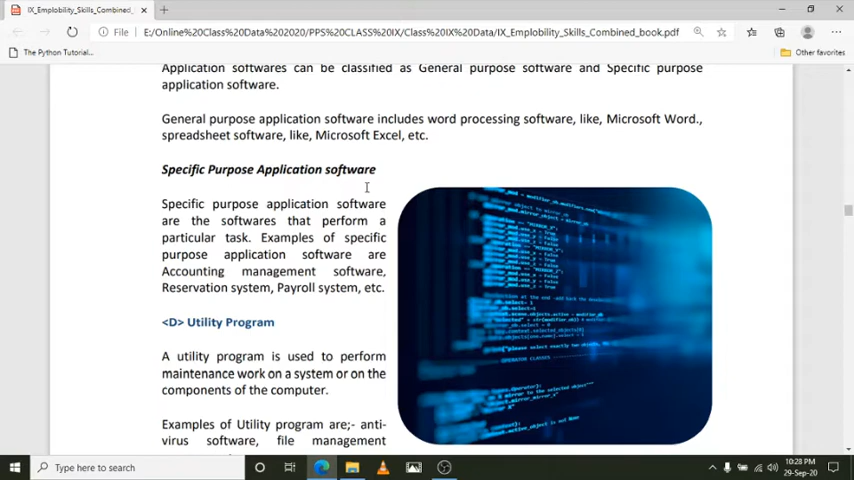 IX_Emplobility_Skills_Combined_
File
E:/Online%20Class%20Data%202020/PPS%20CLASS%20IX/Class%20IX%20Data/IX_Emplobility_Skills_Combined_book.pdf
The Python Tutorial...
Other favorites
Application softwares can be classified as General purpose software and Specific purpose
application software.
General purpose application software includes word processing software, like, Microsoft Word.,
spreadsheet software, like, Microsoft Excel, etc.
Specific Purpose Application software
Specific purpose application software
are the softwares that perform a
particular task. Examples of specific
purpose application software are
Accounting management software,
Reservation system, Payroll system, etc.
<D> Utility Program
A utility program is used to perform
maintenance work on a system or on the
components of the computer.
Examples of Utility program are;- anti-
virus software, file management
Type here to search
10:28 PM
29-Sep-20